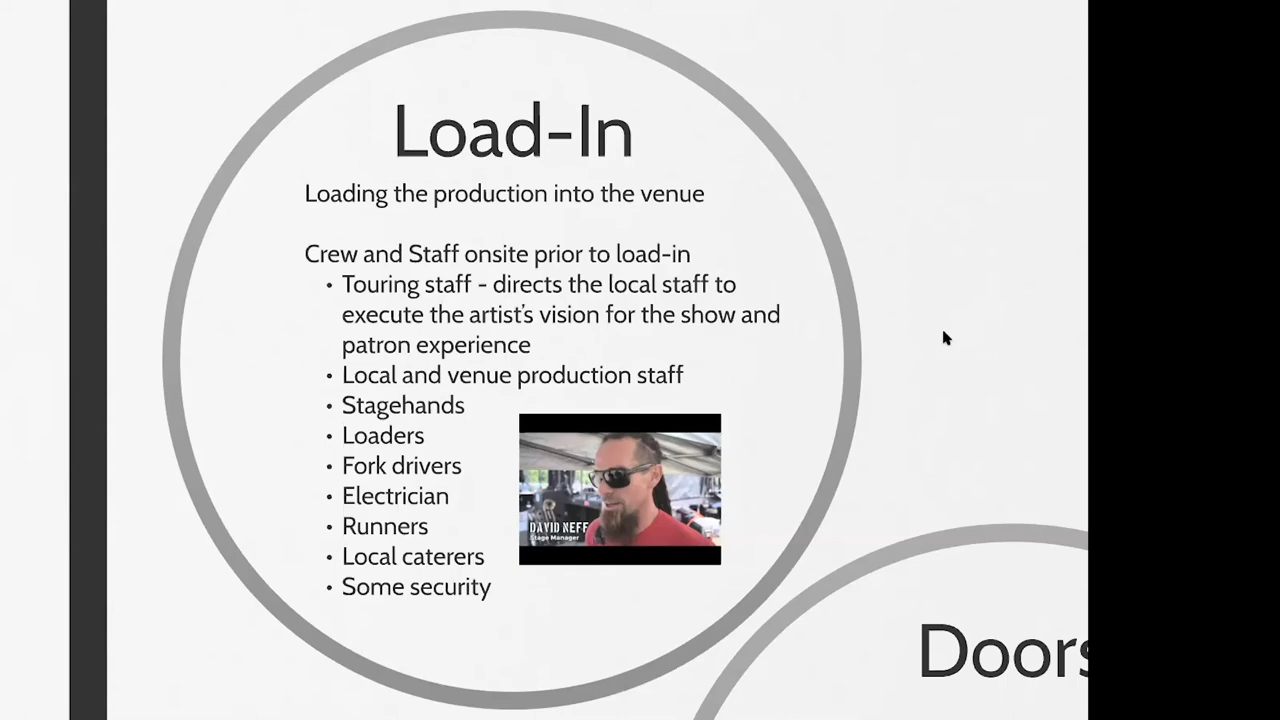 Load-In
Loading the production into the venue
Crew and Staff onsite prior to load-in
• Touring staff - directs the local staff to
execute the artist's vision for the show and
patron experience
• Local and venue production staff
• Stagehands
• Loaders
• Fork drivers
• Electrician
• Runners
• Local caterers
• Some security
DAVID NEFF
Stage Manager
Doors